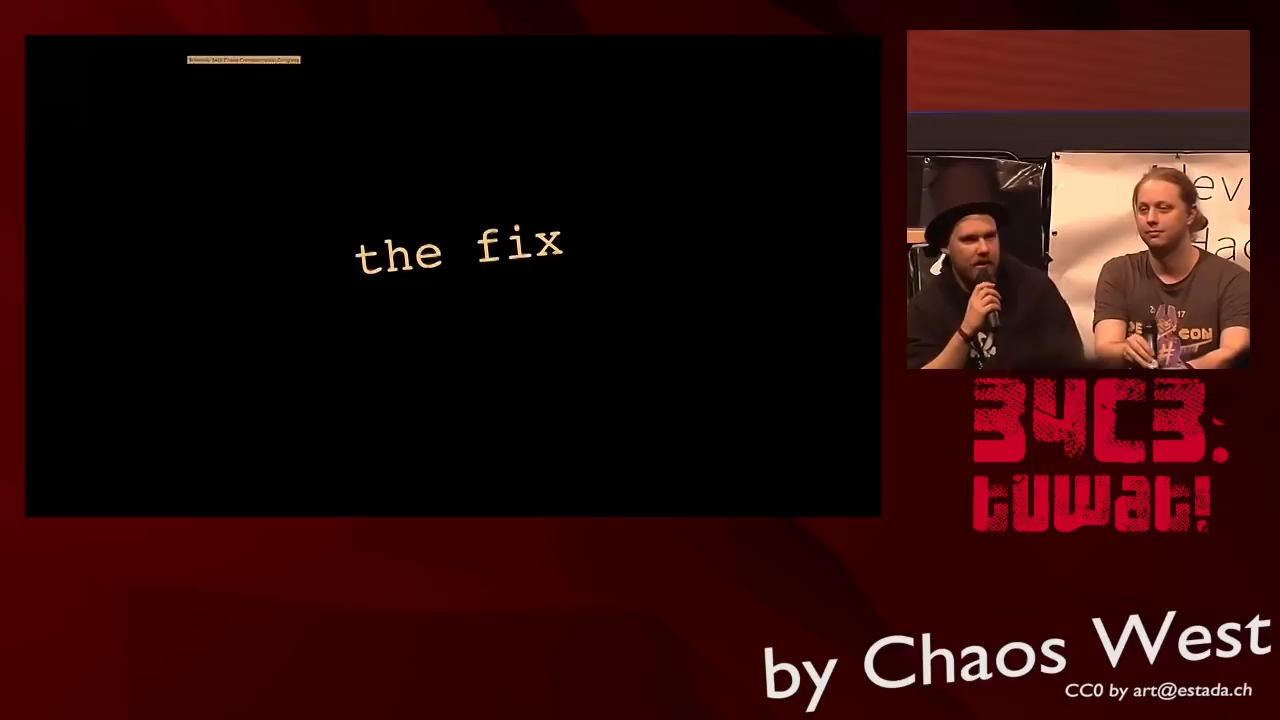 the fix
34C3.
tuwat!
by Chaos West
CC0 by art@estada.ch